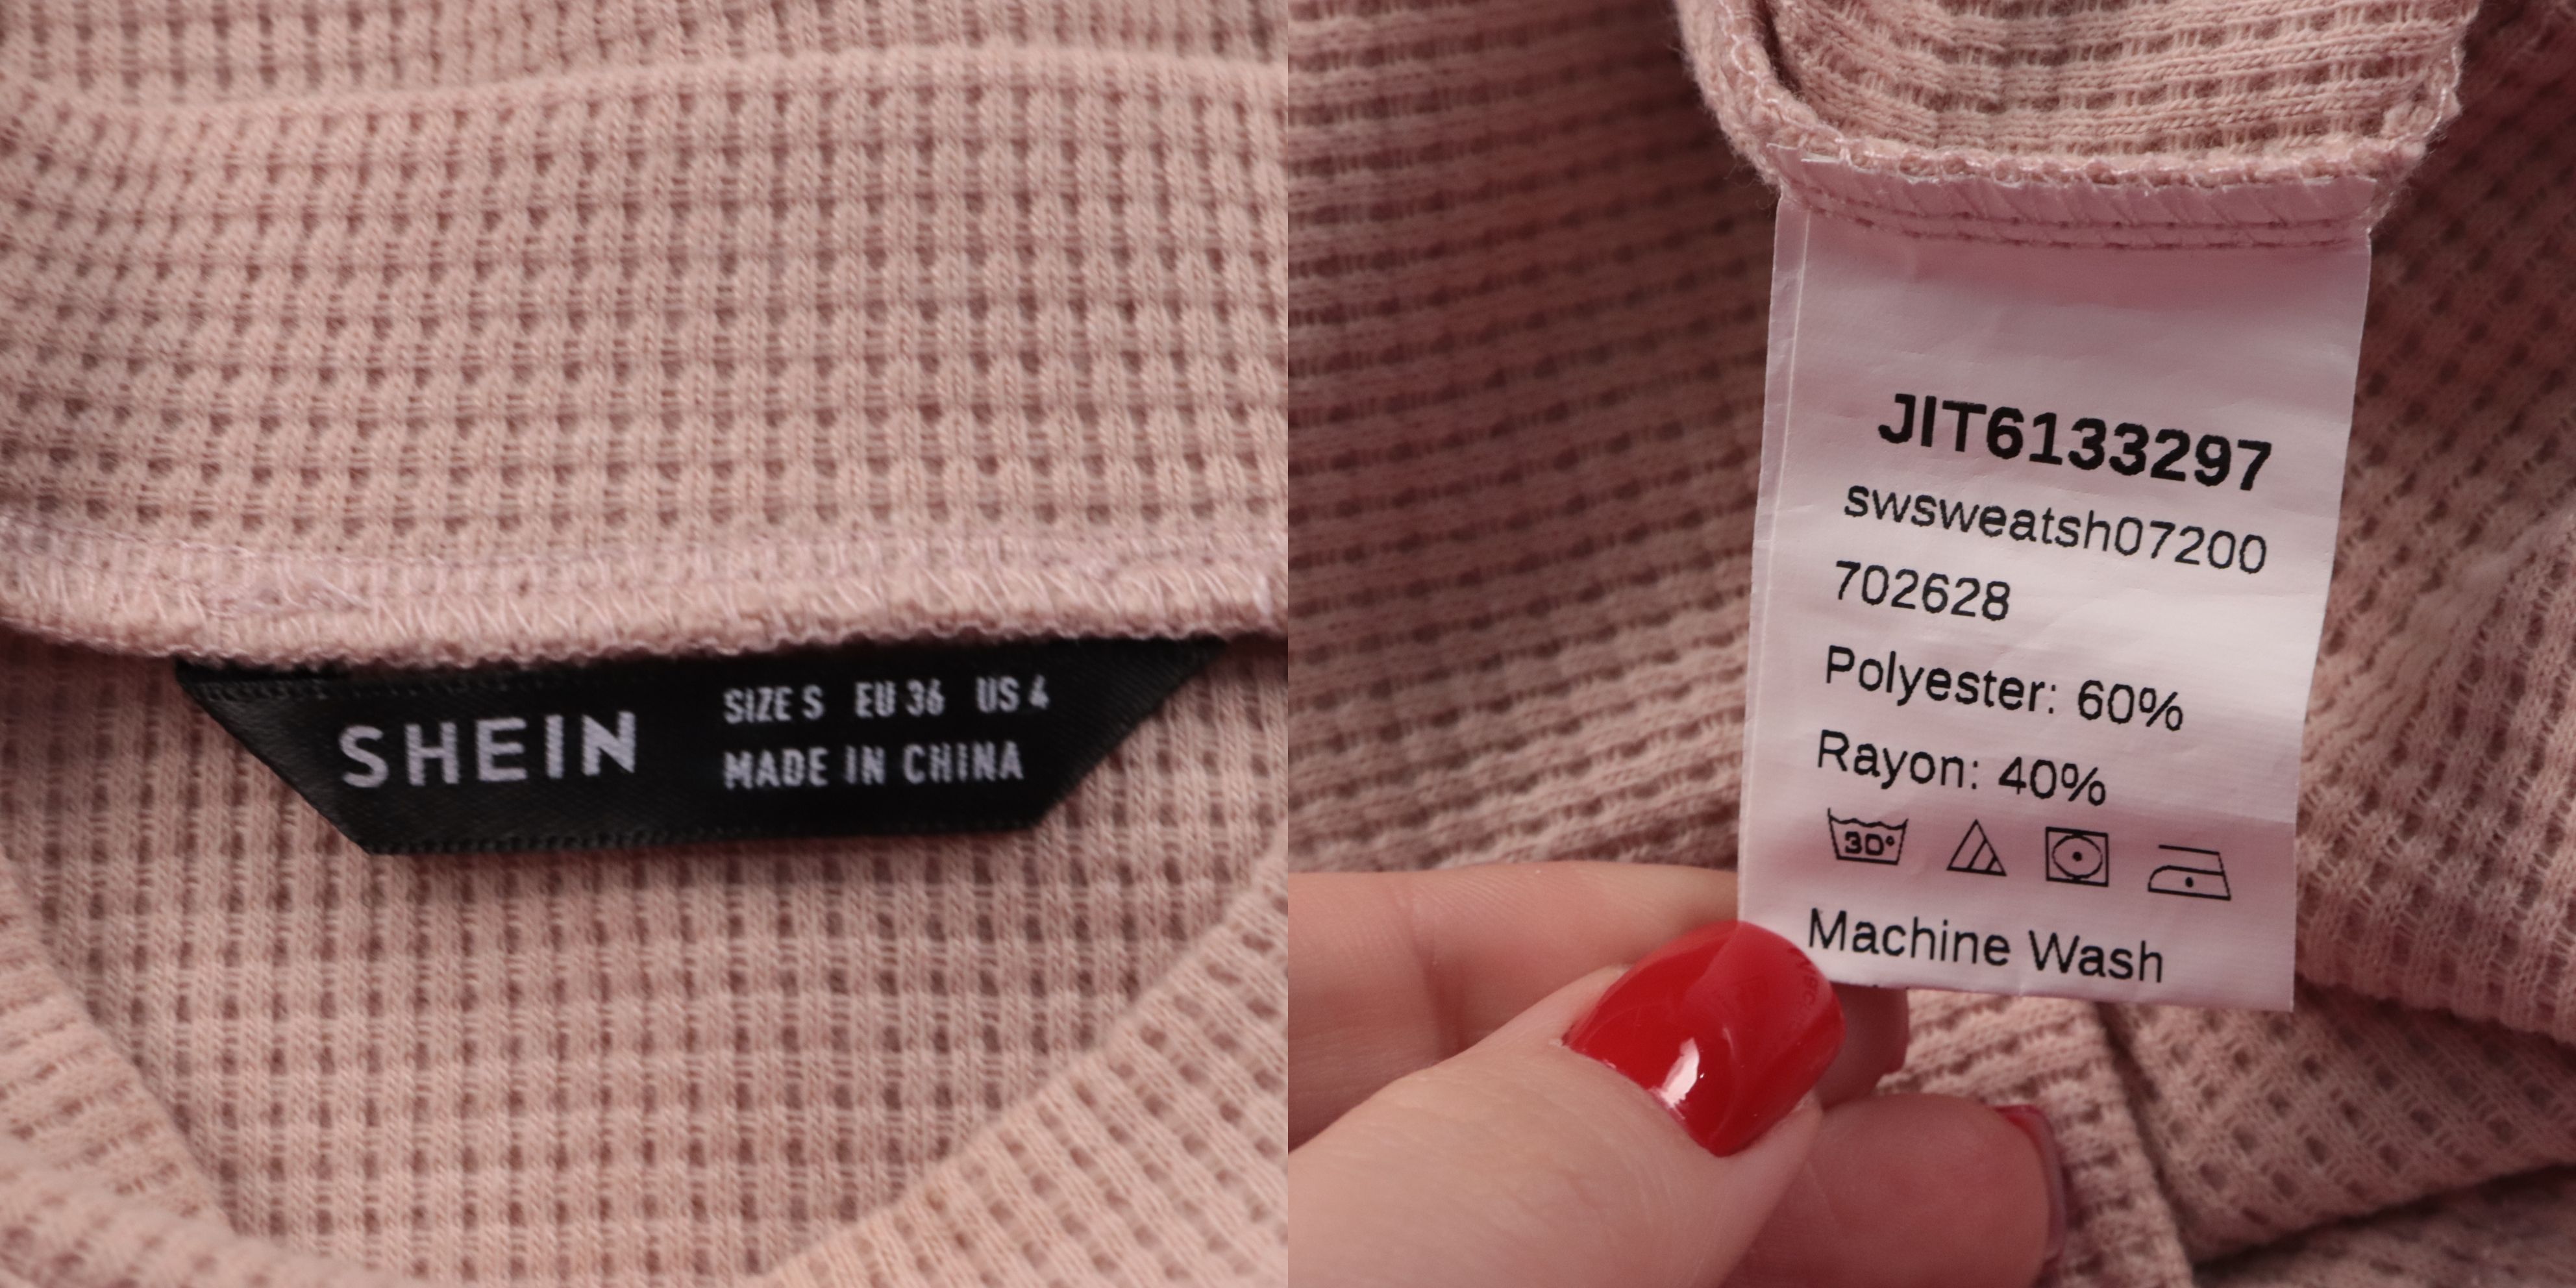 SHEIN
SIZE S EU 36 US 4
MADE IN CHINA
JIT6133297
swsweatsh07200
702628
Polyester: 60%
Rayon: 40%
30°
Machine Wash